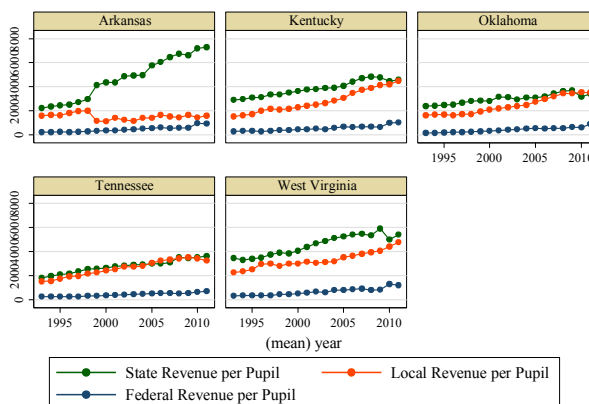 Arkansas
Kentucky
Oklahoma
0 2000 4000 6000 8000
1995 2000 2005 2010
Tennessee
West Virginia
0 2000 4000 6000 8000
1995 2000 2005 2010
1995 2000 2005 2010
(mean) year
State Revenue per Pupil
Local Revenue per Pupil
Federal Revenue per Pupil